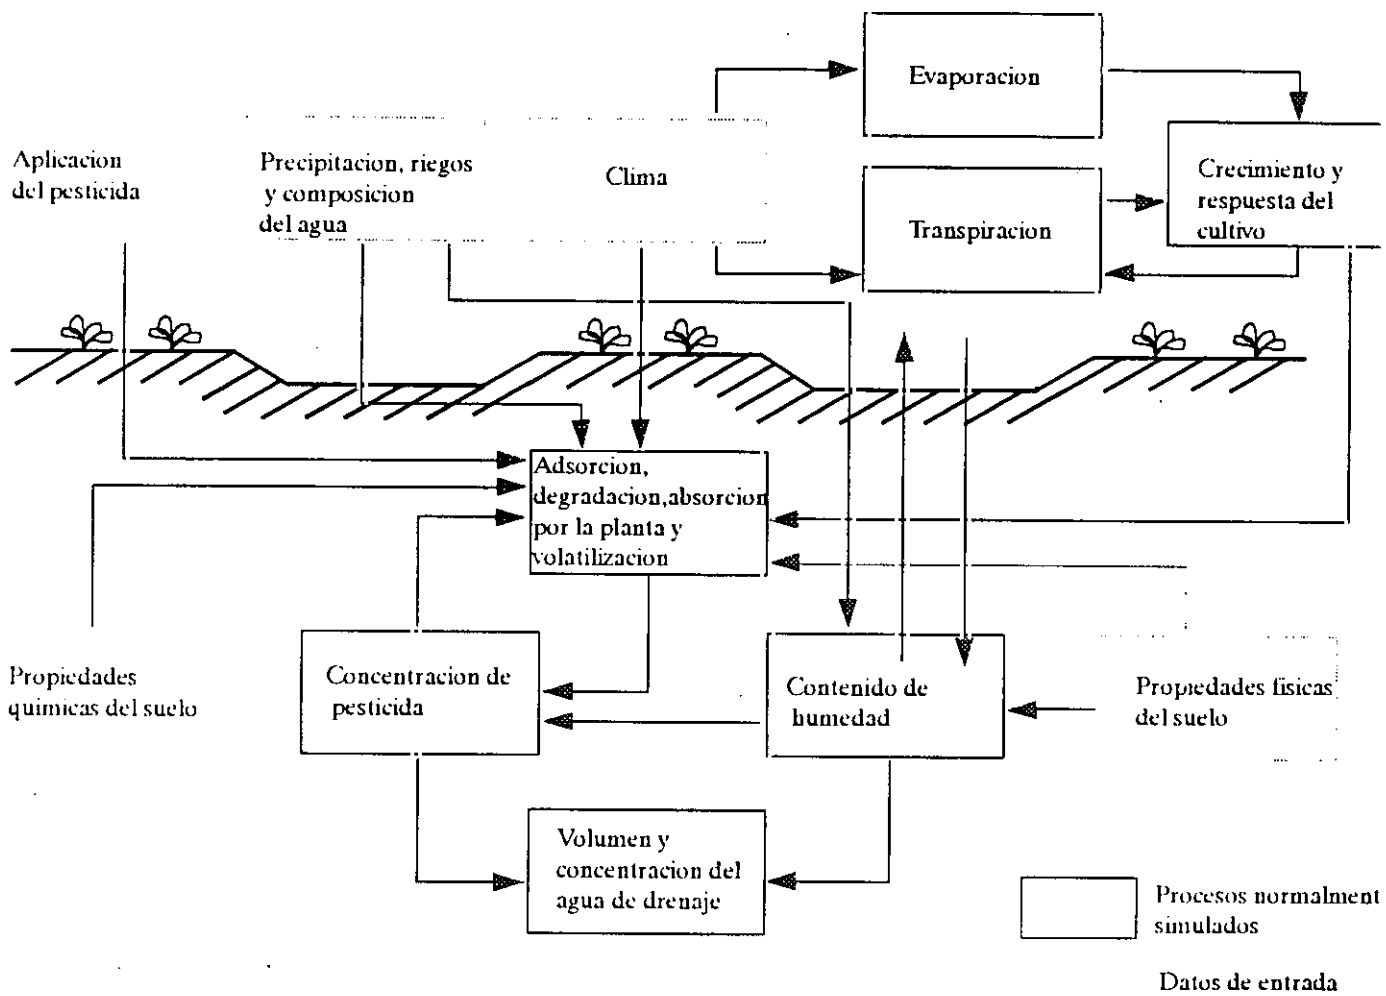 Evaporacion
Aplicacion
del pesticida
Precipitacion, riegos
y composicion
del agua
Clima
Crecimiento y
respuesta del
cultivo
Transpiracion
Adsorcion,
degradacion,absorcion
por la planta y
volatilizacion
Propiedades
quimicas del suelo
Concentracion de
pesticida
Contenido de
humedad
Propiedades fisicas
del suelo
Volumen y
concentracion del
agua de drenaje
Procesos normalment
simulados
Datos de entrada